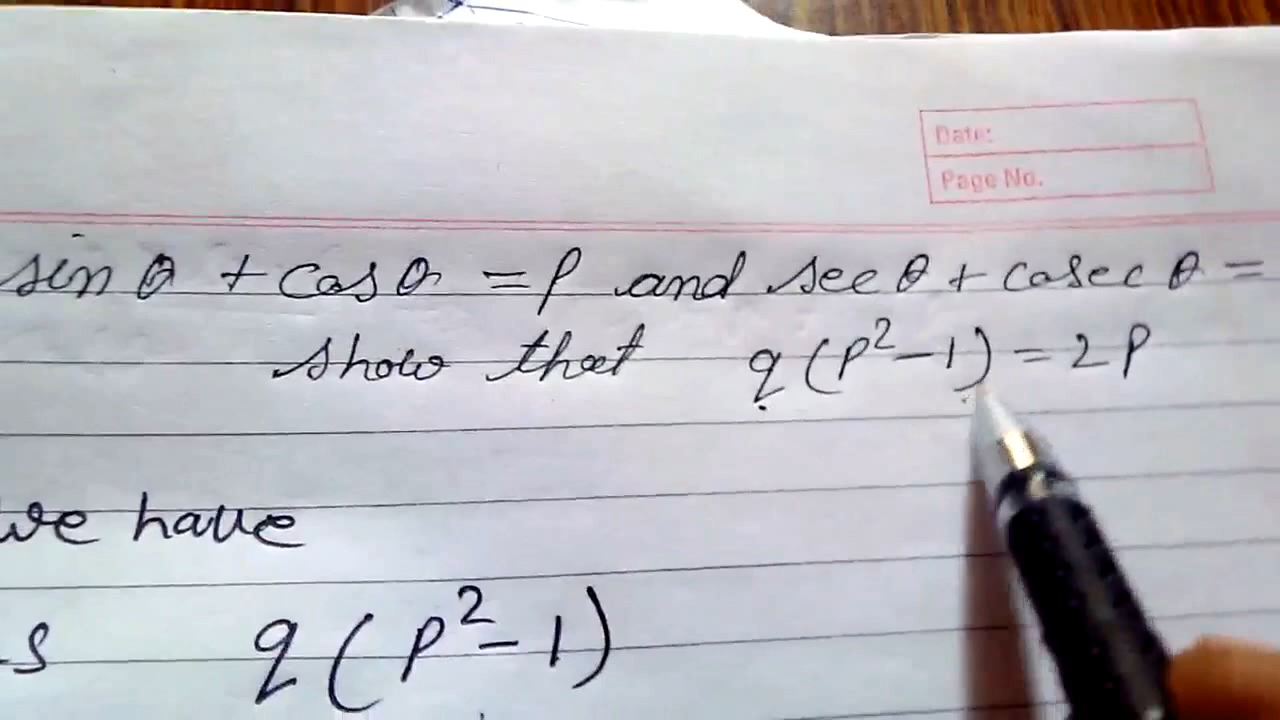 Date:
Page No.
sin θ + cos θ = p and sec θ + cosec θ =
show that q(p²-1) = 2p
we have
q(p²-1)